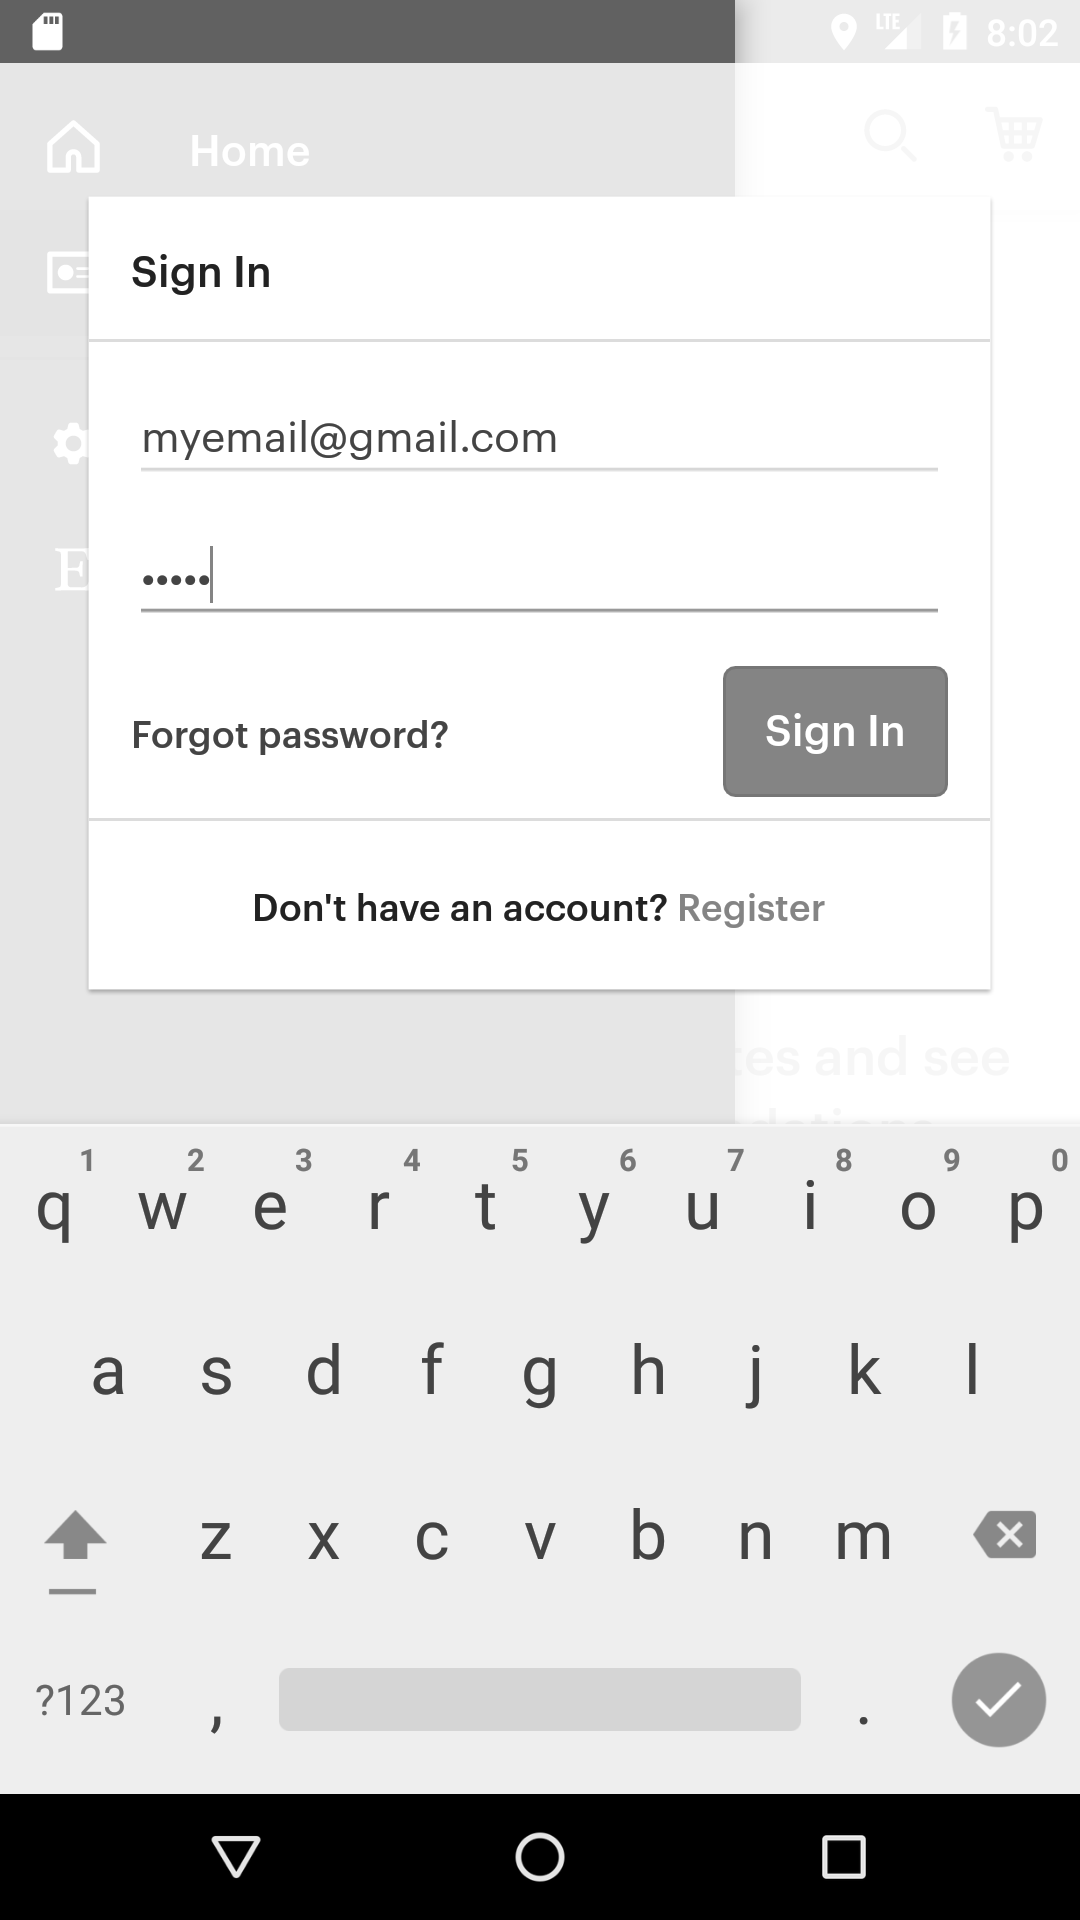 LTE 8:02
Home
Sign In
myemail@gmail.com
•••••
E
Forgot password?
Sign In
Don't have an account? Register
tes and see
dations
1 2 3 4 5 6 7 8 9 0
q w e r t y u i o p
a s d f g h j k l
z x c v b n m
?123 , .